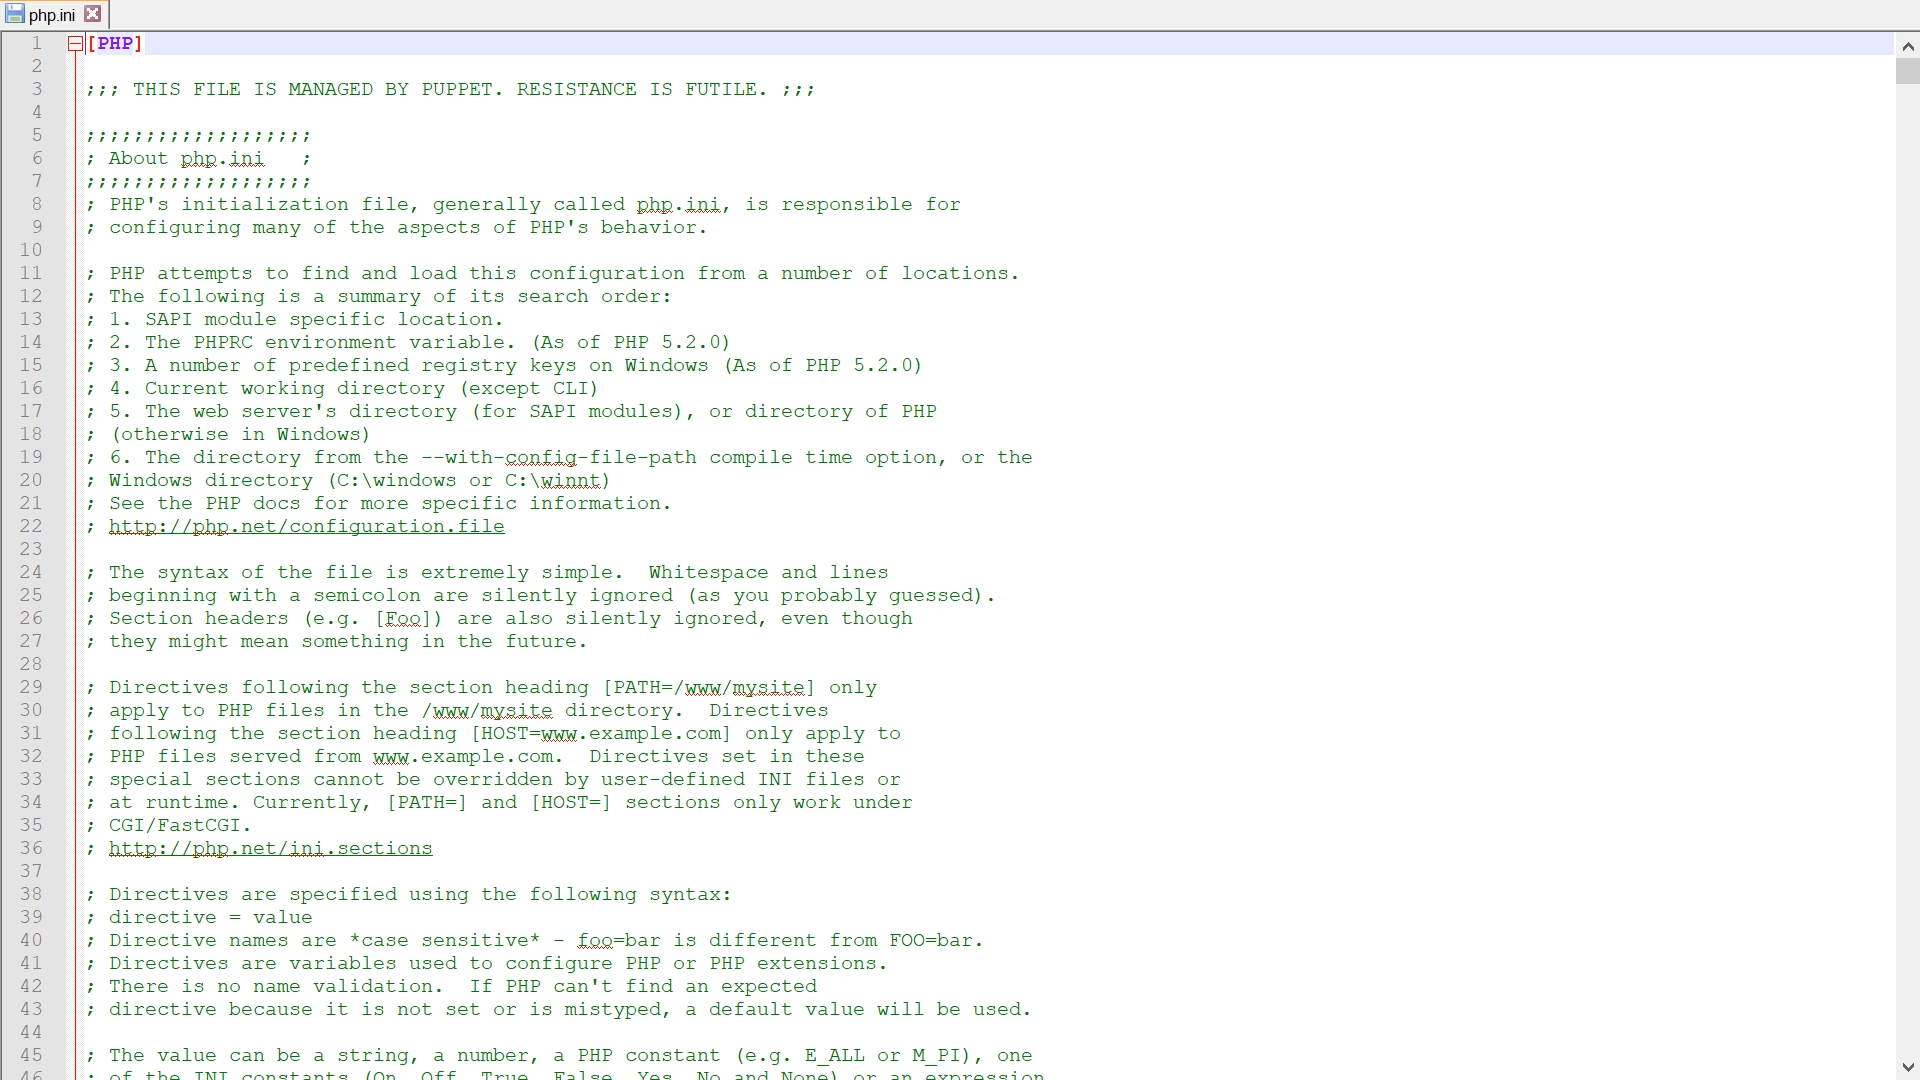 php.ini
1 [PHP]
2
3 ;;; THIS FILE IS MANAGED BY PUPPET. RESISTANCE IS FUTILE. ;;;
4
5 ;;;;;;;;;;;;;;;;;;;
6 ; About php.ini   ;
7 ;;;;;;;;;;;;;;;;;;;
8 ; PHP's initialization file, generally called php.ini, is responsible for
9 ; configuring many of the aspects of PHP's behavior.
10
11 ; PHP attempts to find and load this configuration from a number of locations.
12 ; The following is a summary of its search order:
13 ; 1. SAPI module specific location.
14 ; 2. The PHPRC environment variable. (As of PHP 5.2.0)
15 ; 3. A number of predefined registry keys on Windows (As of PHP 5.2.0)
16 ; 4. Current working directory (except CLI)
17 ; 5. The web server's directory (for SAPI modules), or directory of PHP
18 ; (otherwise in Windows)
19 ; 6. The directory from the --with-config-file-path compile time option, or the
20 ; Windows directory (C:\windows or C:\winnt)
21 ; See the PHP docs for more specific information.
22 ; http://php.net/configuration.file
23
24 ; The syntax of the file is extremely simple.  Whitespace and lines
25 ; beginning with a semicolon are silently ignored (as you probably guessed).
26 ; Section headers (e.g. [Foo]) are also silently ignored, even though
27 ; they might mean something in the future.
28
29 ; Directives following the section heading [PATH=/www/mysite] only
30 ; apply to PHP files in the /www/mysite directory.  Directives
31 ; following the section heading [HOST=www.example.com] only apply to
32 ; PHP files served from www.example.com.  Directives set in these
33 ; special sections cannot be overridden by user-defined INI files or
34 ; at runtime. Currently, [PATH=] and [HOST=] sections only work under
35 ; CGI/FastCGI.
36 ; http://php.net/ini.sections
37
38 ; Directives are specified using the following syntax:
39 ; directive = value
40 ; Directive names are *case sensitive* - foo=bar is different from FOO=bar.
41 ; Directives are variables used to configure PHP or PHP extensions.
42 ; There is no name validation.  If PHP can't find an expected
43 ; directive because it is not set or is mistyped, a default value will be used.
44
45 ; The value can be a string, a number, a PHP constant (e.g. E_ALL or M_PI), one
46 ; of the INI constants (On, Off, True, False, Yes, No and None) or an expression